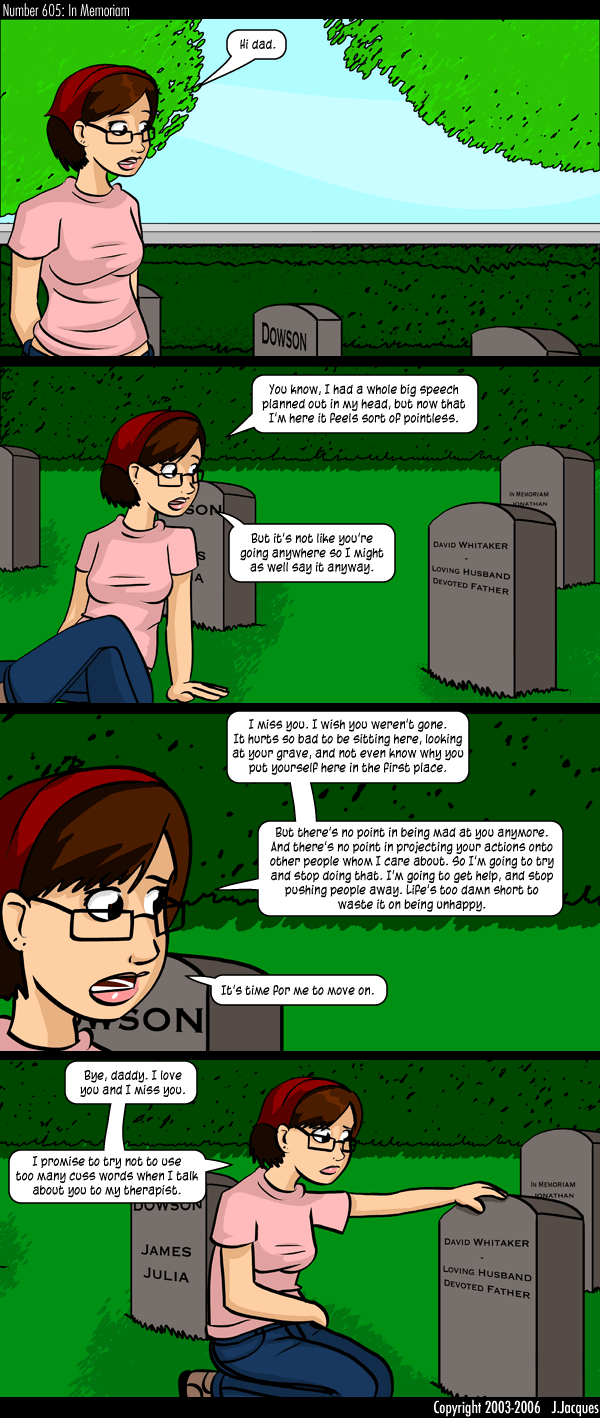 Number 605: In Memoriam
Hi dad.
DOWSON
You know, I had a whole big speech
planned out in my head, but now that
I'm here it feels sort of pointless.
But it's not like you're
going anywhere so I might
as well say it anyway.
SON
S
A
IN MEMORIAM
JONATHAN
DAVID WHITAKER
-
LOVING HUSBAND
DEVOTED FATHER
I miss you. I wish you weren't gone.
It hurts so bad to be sitting here, looking
at your grave, and not even know why you
put yourself here in the first place.
But there's no point in being mad at you anymore.
And there's no point in projecting your actions onto
other people whom I care about. So I'm going to try
and stop doing that. I'm going to get help, and stop
pushing people away. Life's too damn short to
waste it on being unhappy.
It's time for me to move on.
OWSON
Bye, daddy. I love
you and I miss you.
I promise to try not to use
too many cuss words when I talk
about you to my therapist.
DOWSON
JAMES
JULIA
IN MEMORIAM
JONATHAN
DAVID WHITAKER
-
LOVING HUSBAND
DEVOTED FATHER
Copyright 2003-2006 J.Jacques